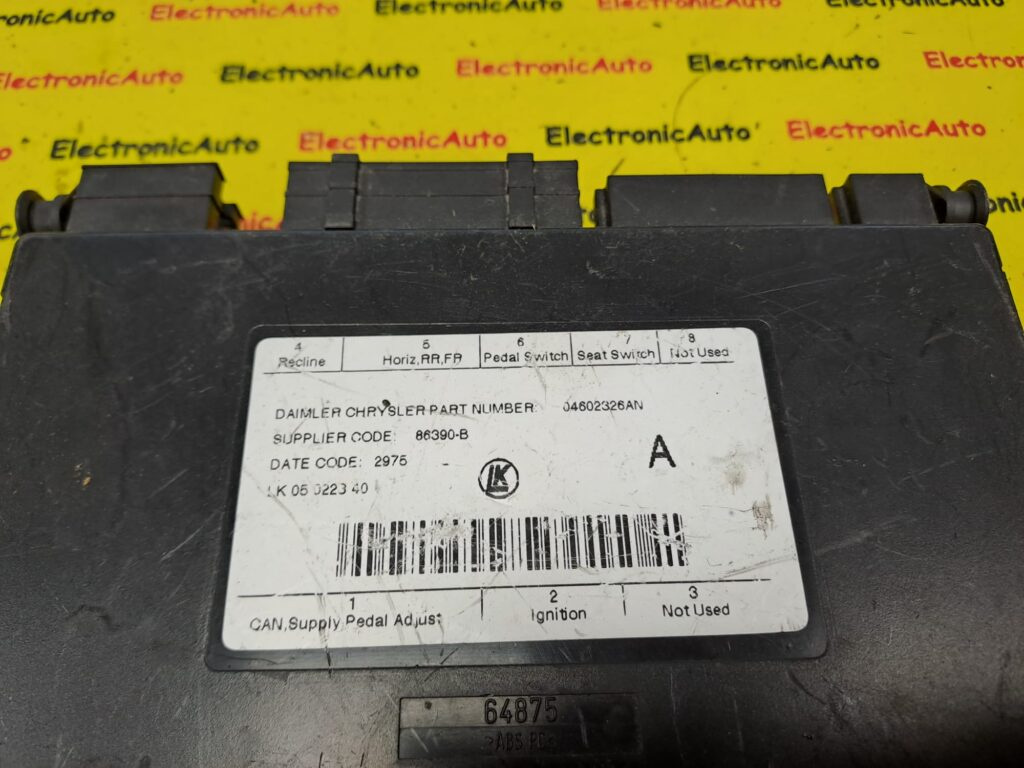 ElectronicAuto ElectronicAuto ElectronicAuto ElectronicAuto
ElectronicAuto ElectronicAuto ElectronicAuto ElectronicAuto ElectronicAuto
ElectronicAuto ElectronicAuto ElectronicAuto ElectronicAuto
4 5 6 7 8
Recline Horiz,RR,FR Pedal Switch Seat Switch Not Used
DAIMLER CHRYSLER PART NUMBER: 04602326AN
SUPPLIER CODE: 86390-B
DATE CODE: 2975
A
LK
LK 05 0223 40
1 2 3
CAN,Supply,Pedal Adjust Ignition Not Used
64875